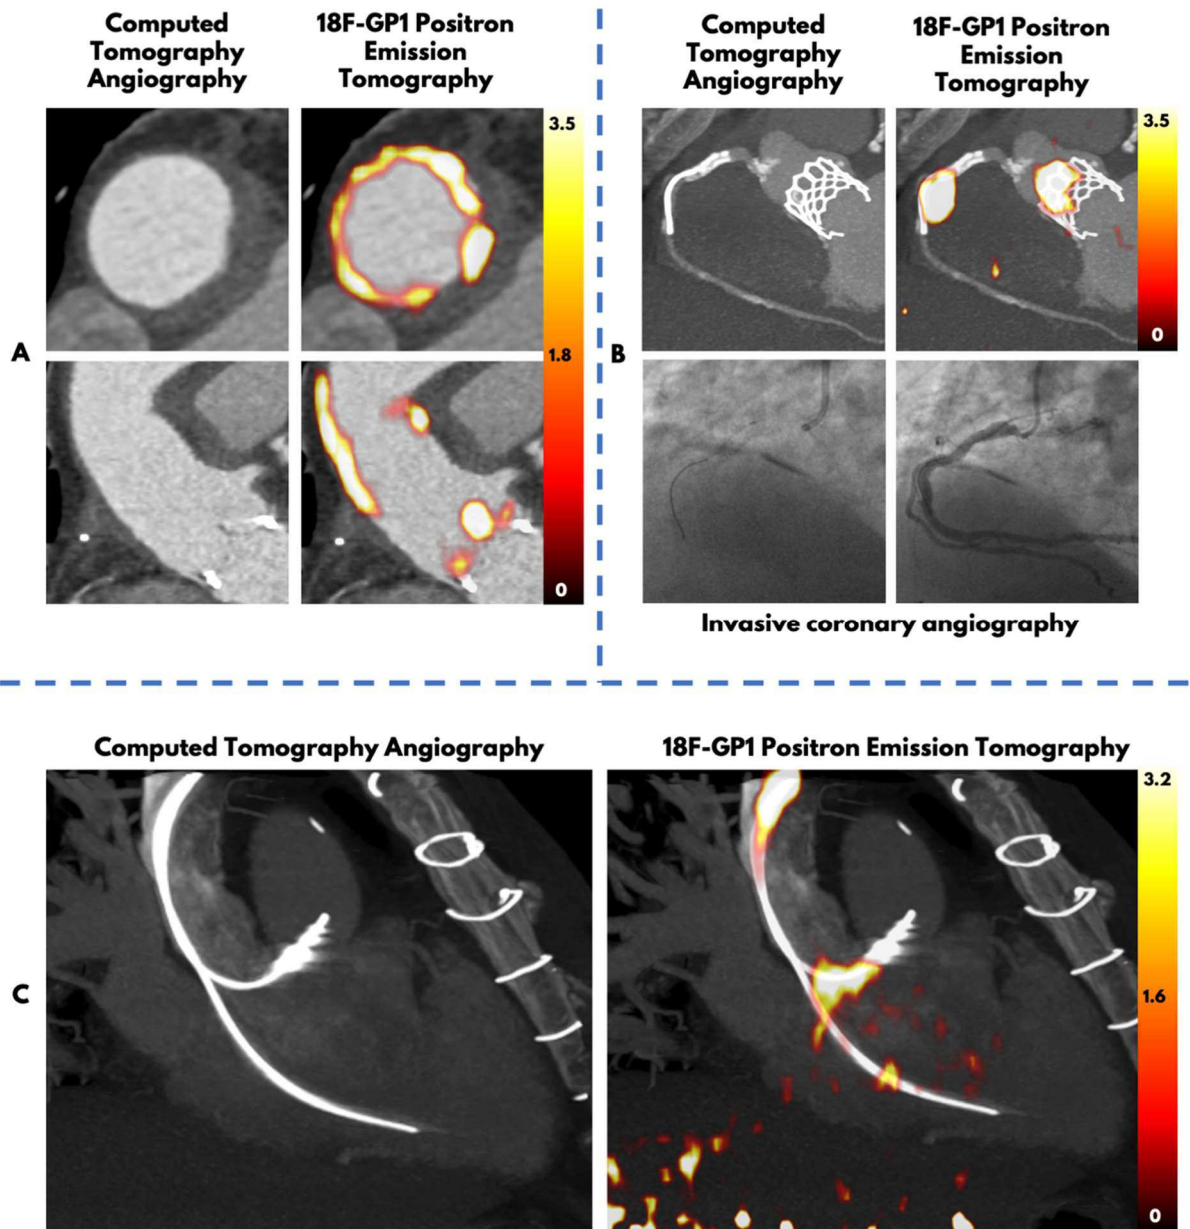 Computed
Tomography
Angiography
18F-GP1 Positron
Emission
Tomography
3.5
1.8
0
A
Computed
Tomography
Angiography
18F-GP1 Positron
Emission
Tomography
3.5
0
B
Invasive coronary angiography
Computed Tomography Angiography
18F-GP1 Positron Emission Tomography
3.2
1.6
0
C